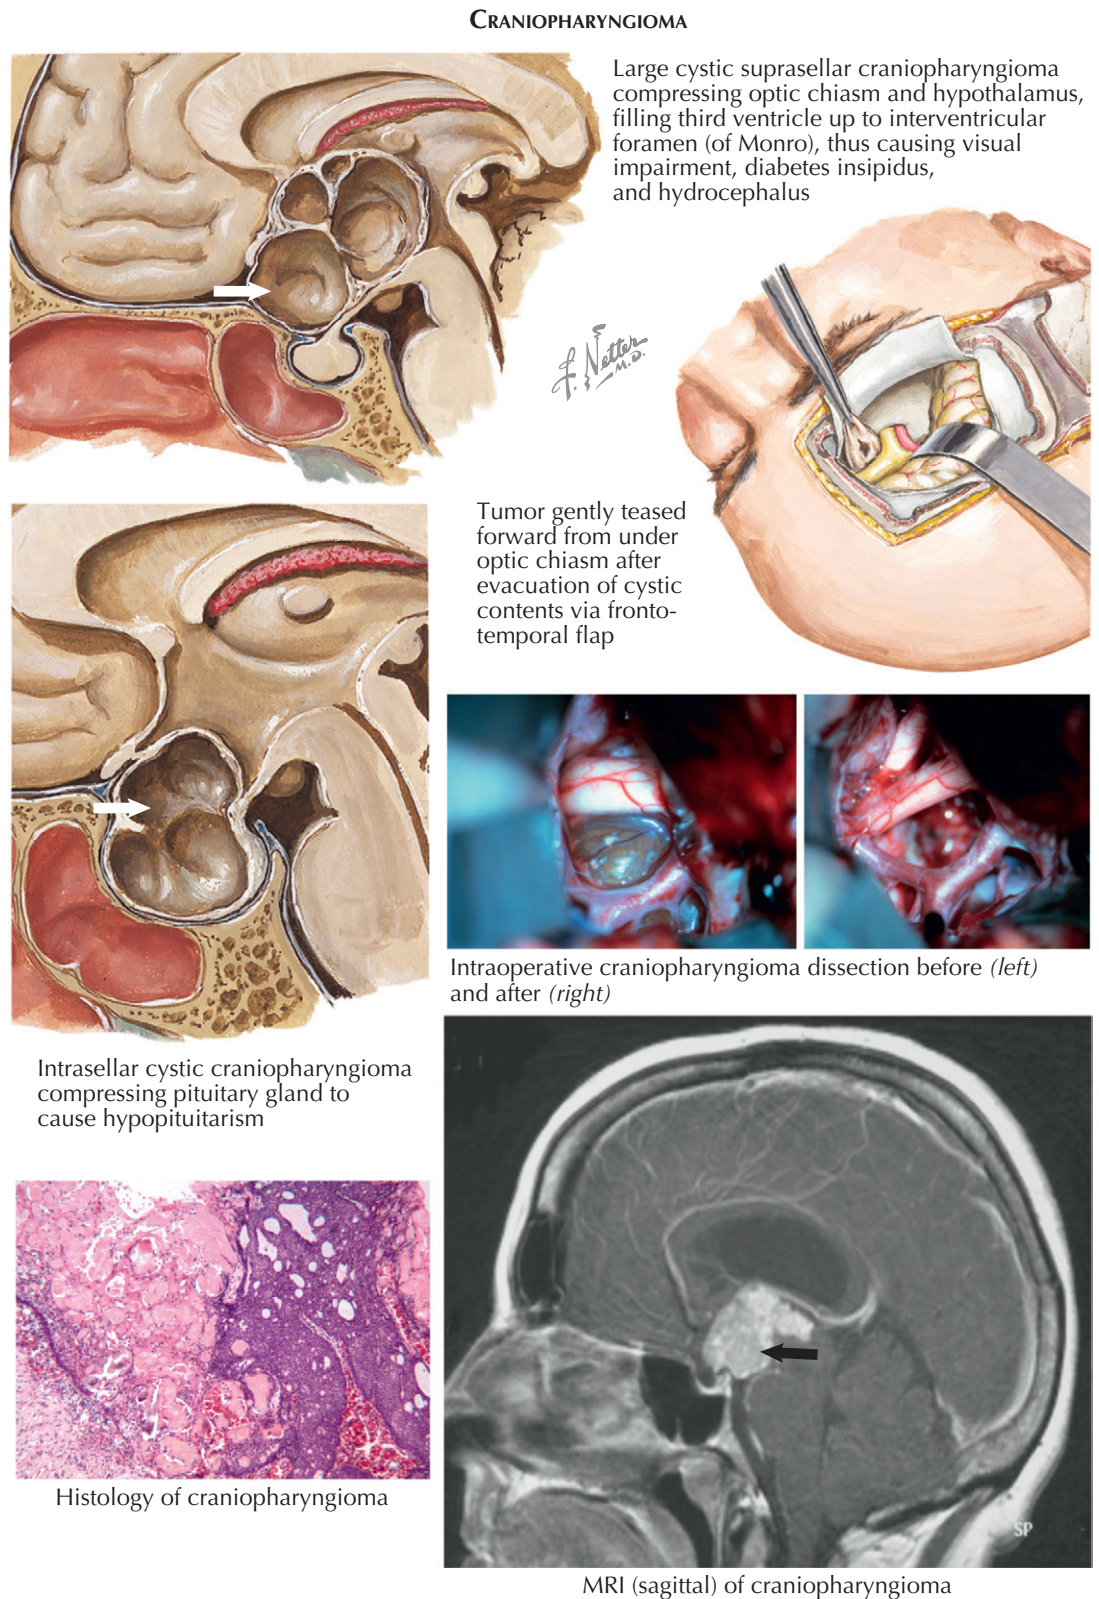 CRANIOPHARYNGIOMA
Large cystic suprasellar craniopharyngioma
compressing optic chiasm and hypothalamus,
filling third ventricle up to interventricular
foramen (of Monro), thus causing visual
impairment, diabetes insipidus,
and hydrocephalus
F. Netter
M.D.
Tumor gently teased
forward from under
optic chiasm after
evacuation of cystic
contents via fronto-
temporal flap
Intraoperative craniopharyngioma dissection before (left)
and after (right)
Intrasellar cystic craniopharyngioma
compressing pituitary gland to
cause hypopituitarism
Histology of craniopharyngioma
SP
MRI (sagittal) of craniopharyngioma